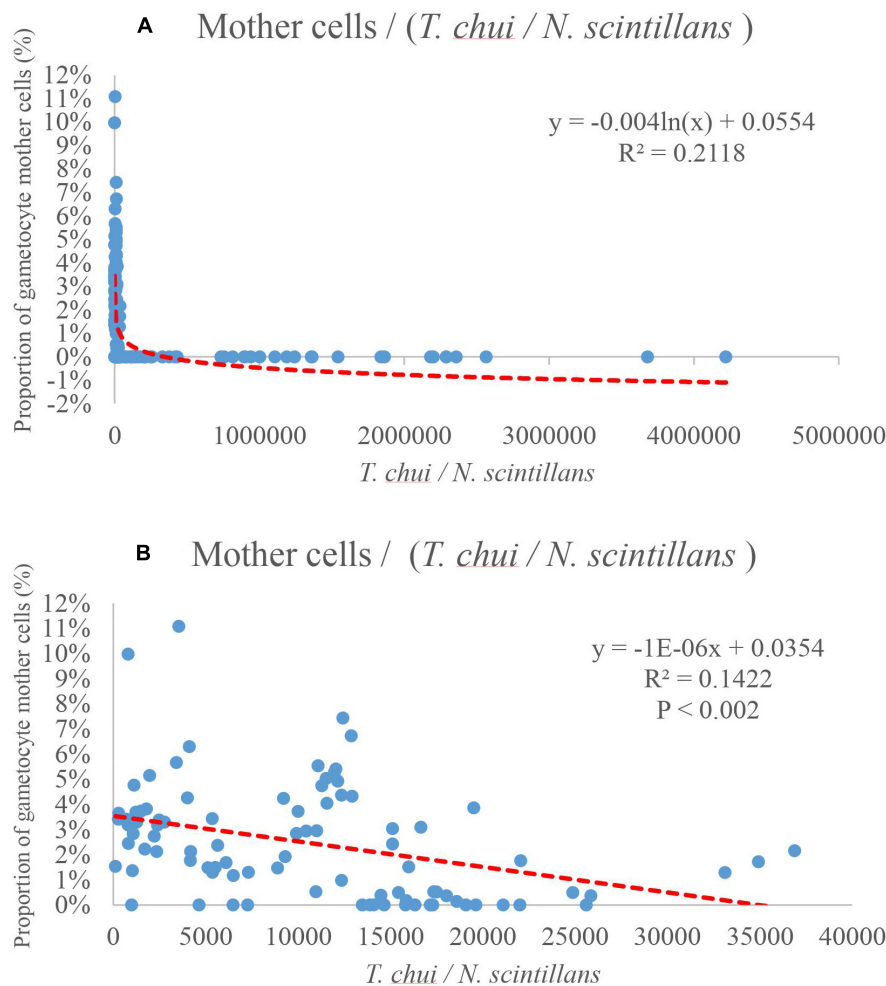 A
Mother cells / (T. chui / N. scintillans )
Proportion of gametocyte mother cells (%)
12%
11%
10%
9%
8%
7%
6%
5%
4%
3%
2%
1%
0%
-1%
-2%
y = -0.004ln(x) + 0.0554
R² = 0.2118
0 1000000 2000000 3000000 4000000 5000000
T. chui / N. scintillans
B
Mother cells / (T. chui / N. scintillans )
Proportion of gametocyte mother cells (%)
12%
11%
10%
9%
8%
7%
6%
5%
4%
3%
2%
1%
0%
y = -1E-06x + 0.0354
R² = 0.1422
P < 0.002
0 5000 10000 15000 20000 25000 30000 35000 40000
T. chui / N. scintillans